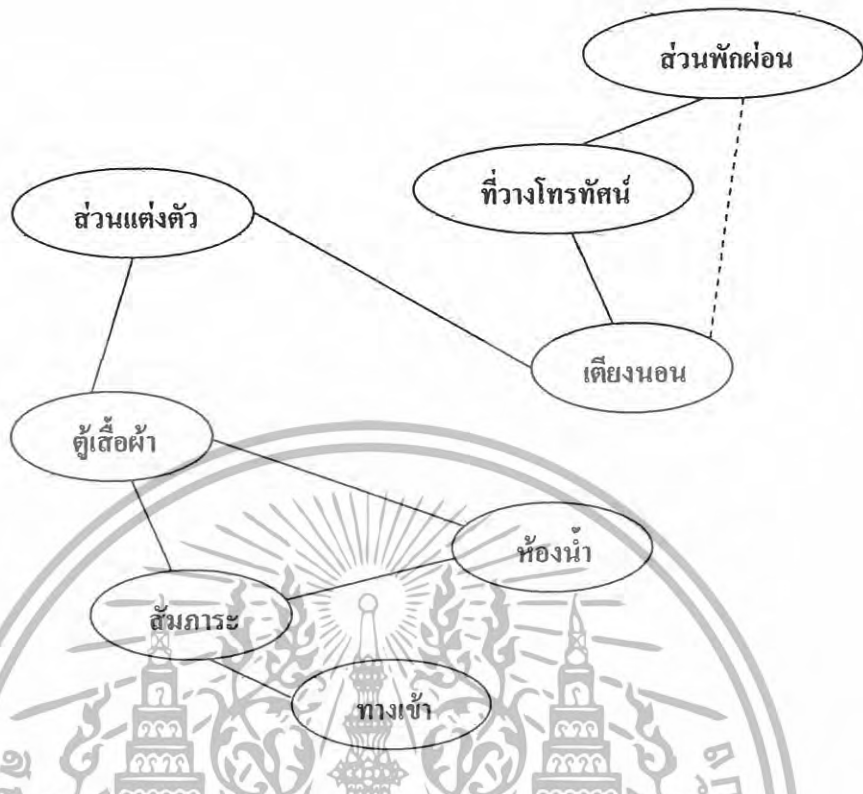 ส่วนพักผ่อน
ที่วางโทรทัศน์
ส่วนแต่งตัว
เตียงนอน
ตู้เสื้อผ้า
ห้องน้ำ
สัมภาระ
ทางเข้า